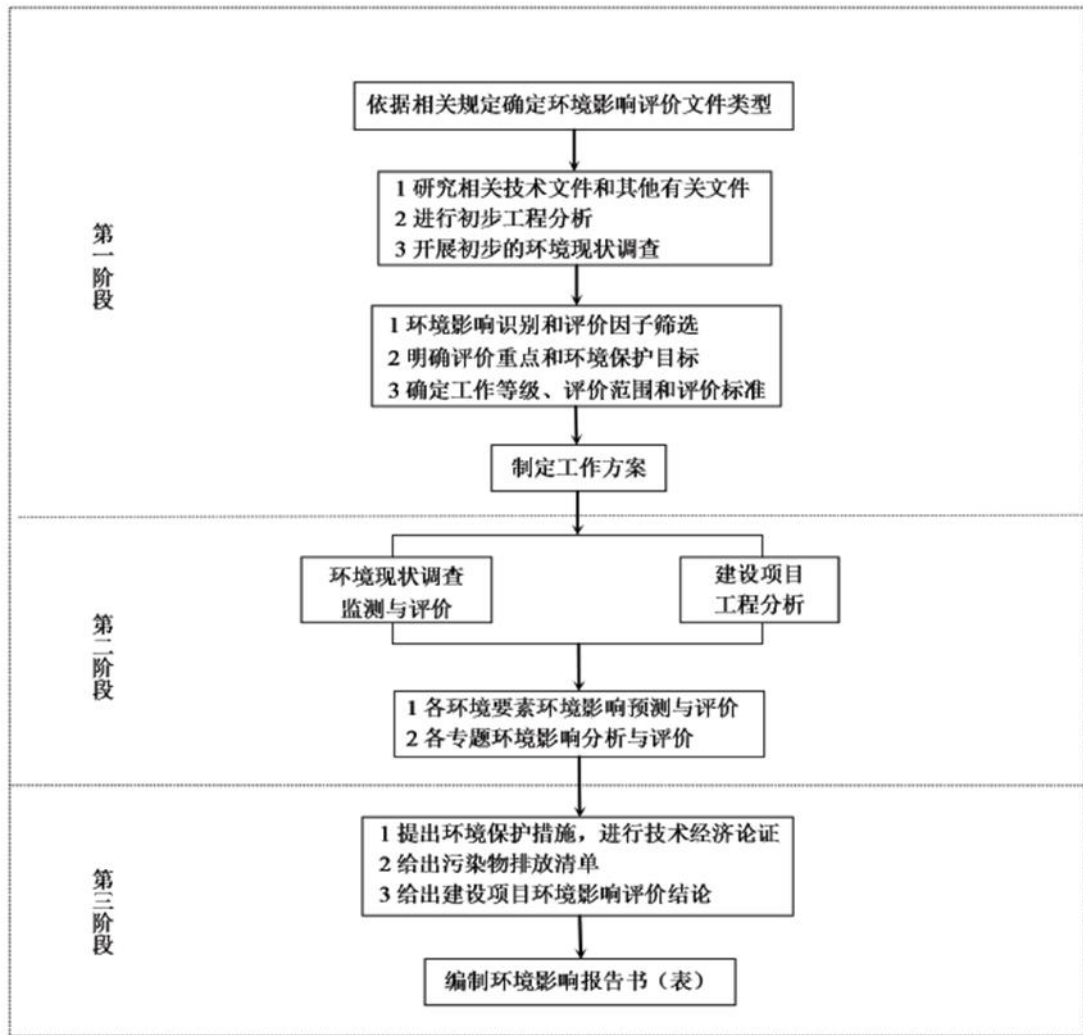 依据相关规定确定环境影响评价文件类型
1 研究相关技术文件和其他有关文件
2 进行初步工程分析
3 开展初步的环境现状调查
第一阶段
1 环境影响识别和评价因子筛选
2 明确评价重点和环境保护目标
3 确定工作等级、评价范围和评价标准
制定工作方案
第二阶段
环境现状调查
监测与评价
建设项目
工程分析
1 各环境要素环境影响预测与评价
2 各专题环境影响分析与评价
第三阶段
1 提出环境保护措施，进行技术经济论证
2 给出污染物排放清单
3 给出建设项目环境影响评价结论
编制环境影响报告书（表）